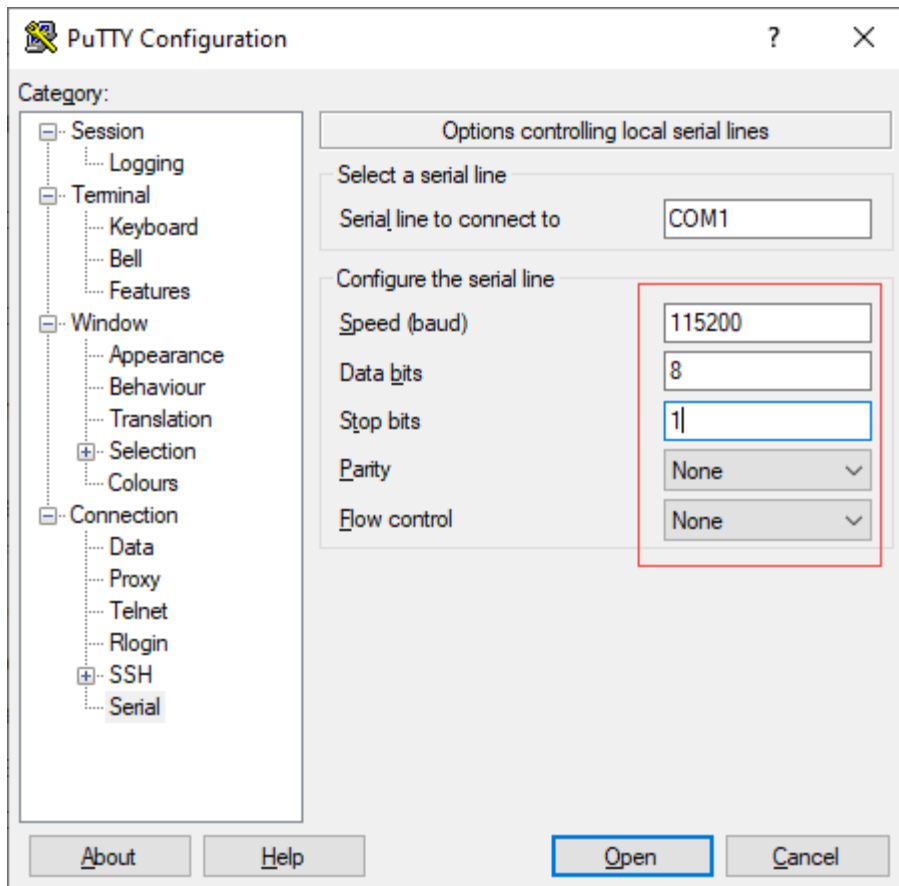 PuTTY Configuration ? ×
Category:
Session
Logging
Terminal
Keyboard
Bell
Features
Window
Appearance
Behaviour
Translation
Selection
Colours
Connection
Data
Proxy
Telnet
Rlogin
SSH
Serial
Options controlling local serial lines
Select a serial line
Serial line to connect to COM1
Configure the serial line
Speed (baud) 115200
Data bits 8
Stop bits 1
Parity None
Flow control None
About Help Open Cancel